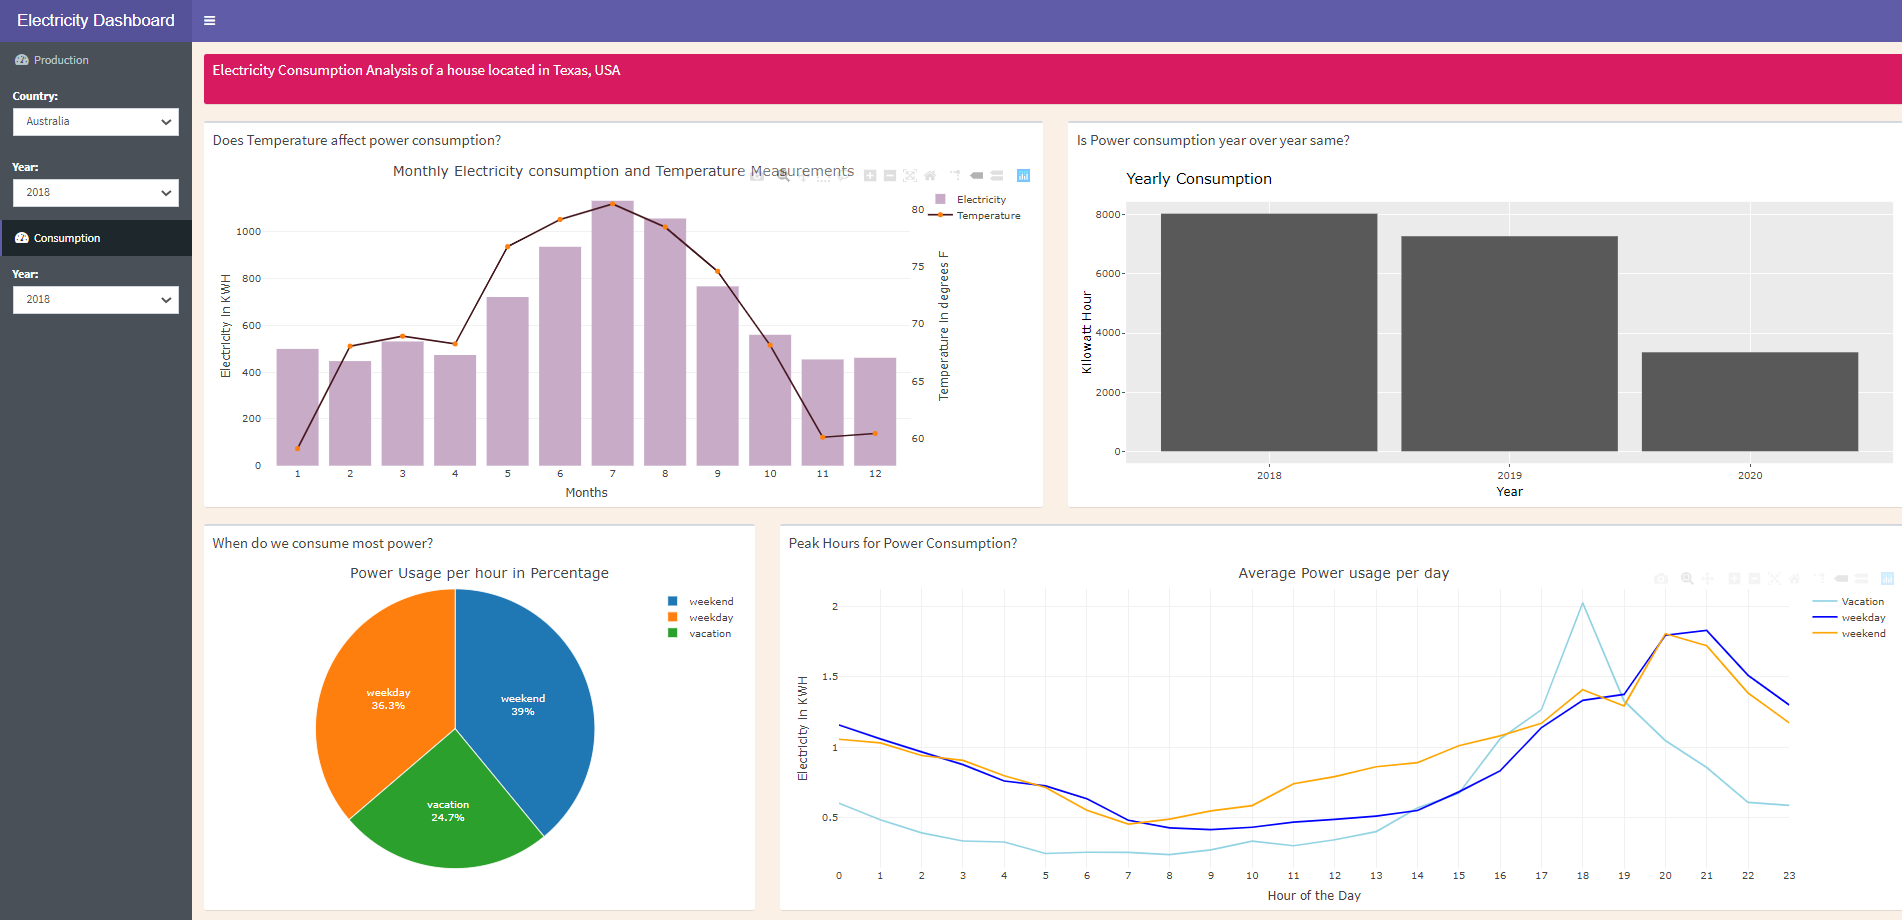 Electricity Dashboard
Production
Country:
Australia
Year:
2018
Consumption
Year:
2018
Electricity Consumption Analysis of a house located in Texas, USA
Does Temperature affect power consumption?
Monthly Electricity consumption and Temperature Measurements
Electricity
Temperature
1000
800
600
400
200
0
Electricity In KWH
80
75
70
65
60
Temperature In degrees F
1 2 3 4 5 6 7 8 9 10 11 12
Months
Is Power consumption year over year same?
Yearly Consumption
8000
6000
4000
2000
0
Kilowatt Hour
2018 2019 2020
Year
When do we consume most power?
Power Usage per hour in Percentage
weekend
weekday
vacation
weekday
36.3%
weekend
39%
vacation
24.7%
Peak Hours for Power Consumption?
Average Power usage per day
Vacation
weekday
weekend
2
1.5
1
0.5
Electricity In KWH
0 1 2 3 4 5 6 7 8 9 10 11 12 13 14 15 16 17 18 19 20 21 22 23
Hour of the Day